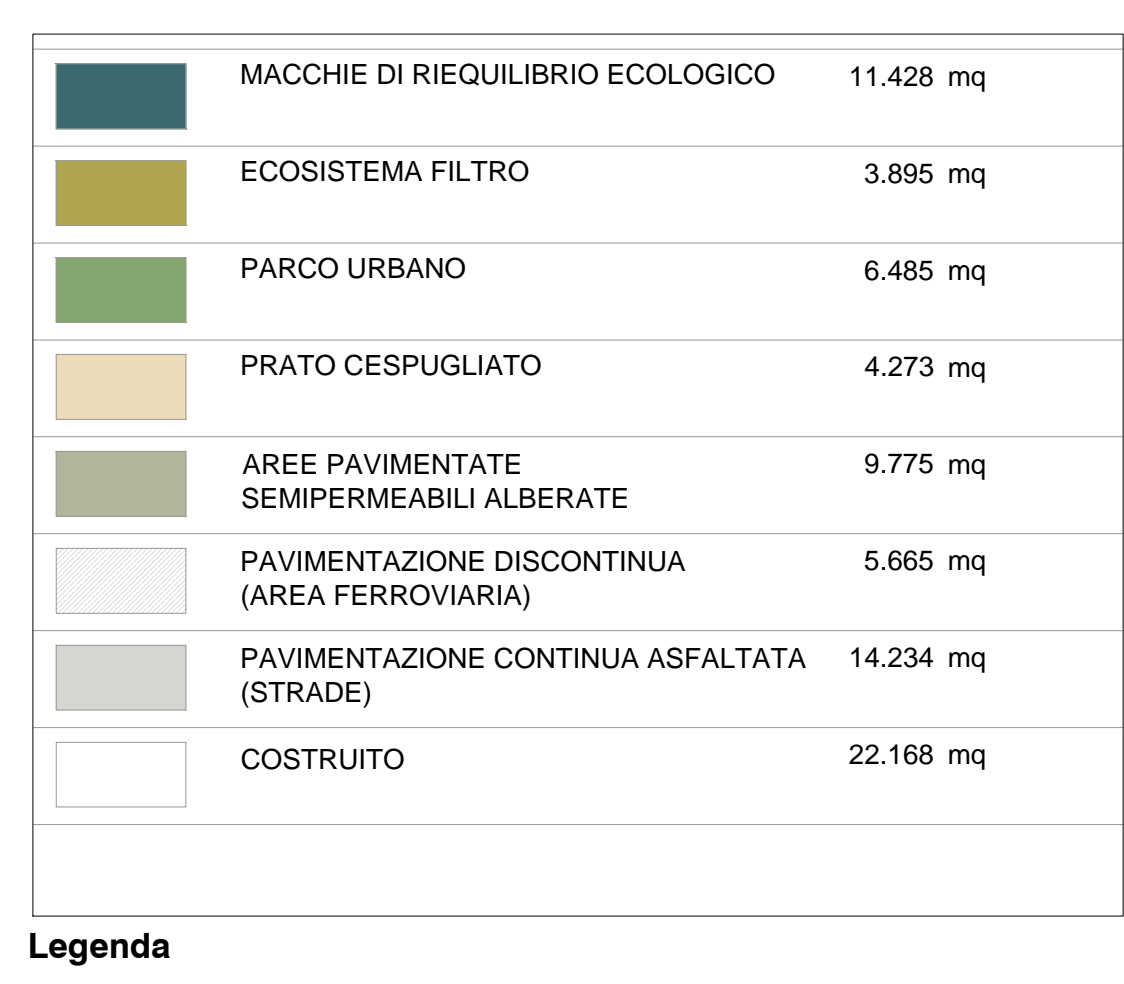 MACCHIE DI RIEQUILIBRIO ECOLOGICO 11.428 mq
ECOSISTEMA FILTRO 3.895 mq
PARCO URBANO 6.485 mq
PRATO CESPUGLIATO 4.273 mq
AREE PAVIMENTATE 9.775 mq
SEMIPERMEABILI ALBERATE
PAVIMENTAZIONE DISCONTINUA 5.665 mq
(AREA FERROVIARIA)
PAVIMENTAZIONE CONTINUA ASFALTATA 14.234 mq
(STRADE)
COSTRUITO 22.168 mq
Legenda